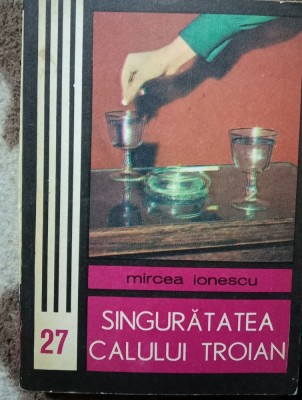 mircea ionescu
SINGURĂTATEA
CALULUI TROIAN
27